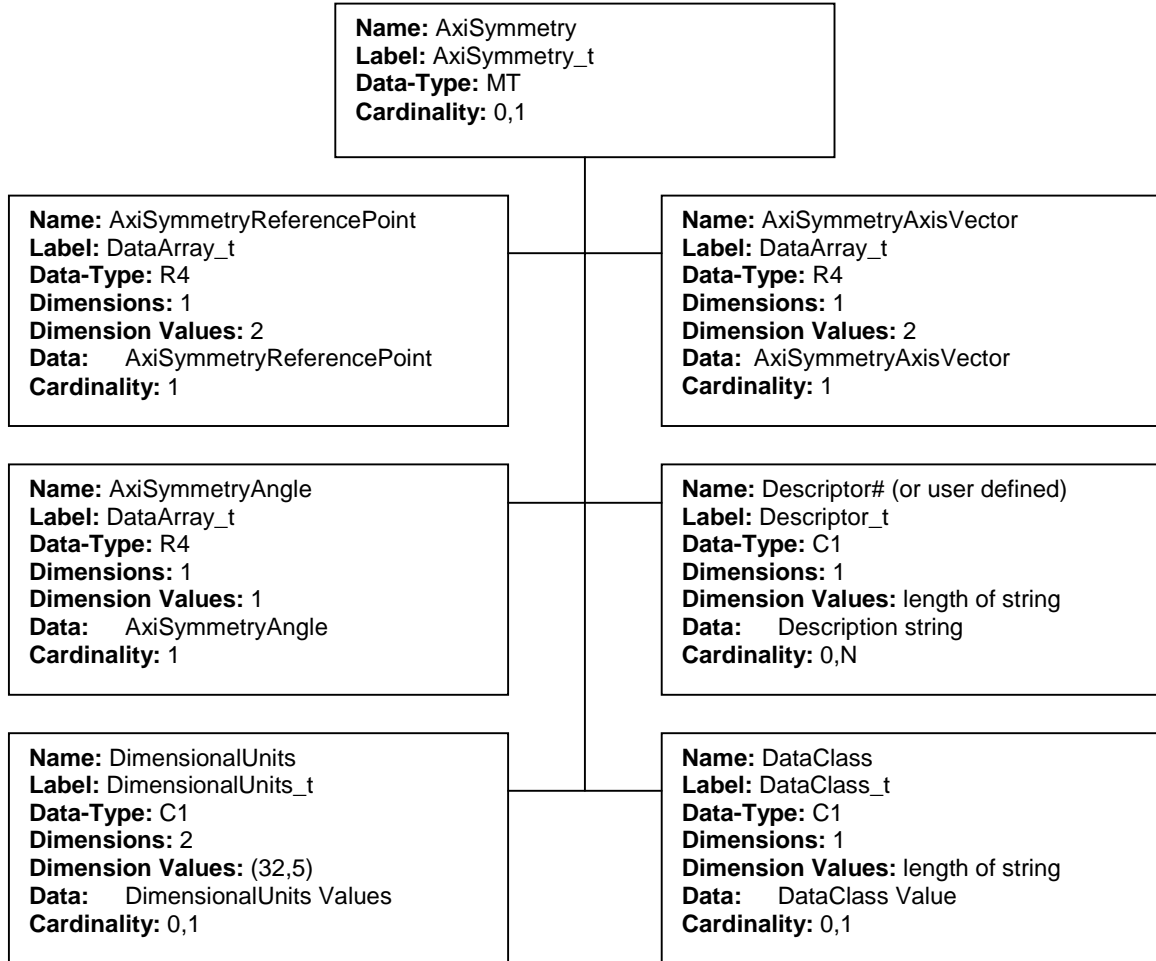 Name: AxiSymmetry
Label: AxiSymmetry_t
Data-Type: MT
Cardinality: 0,1
Name: AxiSymmetryReferencePoint
Label: DataArray_t
Data-Type: R4
Dimensions: 1
Dimension Values: 2
Data: AxiSymmetryReferencePoint
Cardinality: 1
Name: AxiSymmetryAxisVector
Label: DataArray_t
Data-Type: R4
Dimensions: 1
Dimension Values: 2
Data: AxiSymmetryAxisVector
Cardinality: 1
Name: AxiSymmetryAngle
Label: DataArray_t
Data-Type: R4
Dimensions: 1
Dimension Values: 1
Data: AxiSymmetryAngle
Cardinality: 1
Name: Descriptor# (or user defined)
Label: Descriptor_t
Data-Type: C1
Dimensions: 1
Dimension Values: length of string
Data: Description string
Cardinality: 0,N
Name: DimensionalUnits
Label: DimensionalUnits_t
Data-Type: C1
Dimensions: 2
Dimension Values: (32,5)
Data: DimensionalUnits Values
Cardinality: 0,1
Name: DataClass
Label: DataClass_t
Data-Type: C1
Dimensions: 1
Dimension Values: length of string
Data: DataClass Value
Cardinality: 0,1